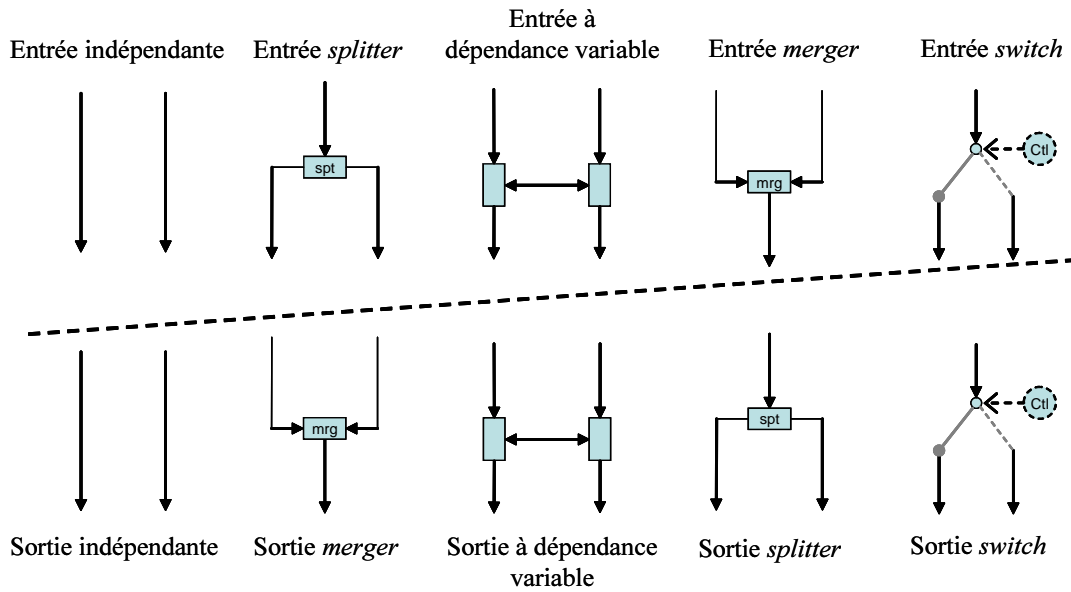 Entrée indépendante
Entrée splitter
Entrée à
dépendance variable
Entrée merger
Entrée switch
spt
mrg
Ctl
mrg
spt
Ctl
Sortie indépendante
Sortie merger
Sortie à dépendance
variable
Sortie splitter
Sortie switch